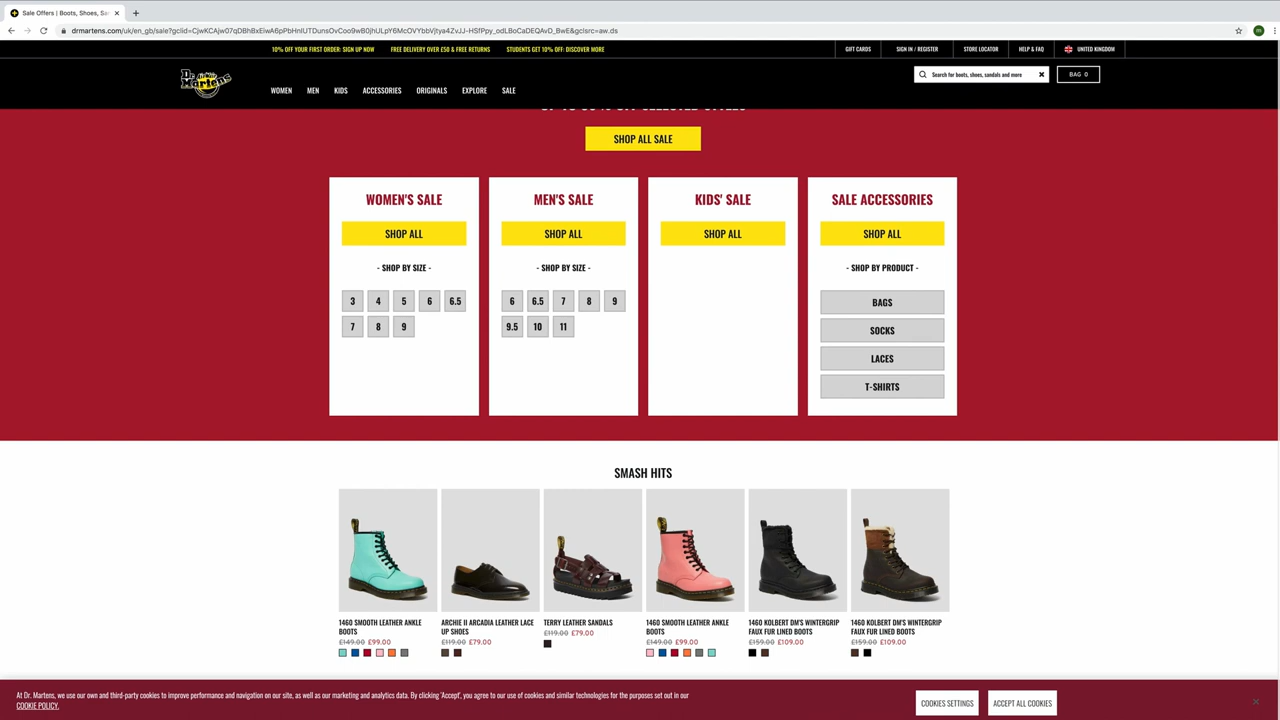 Sale Offers | Boots, Shoes, Sa
drmartens.com/uk/en_gb/sale?gclid=CjwKCAjw07qDBhBxEiwA6pPbHnIUTDunsOvCoo9wB0jhULpY6McOVYbbVjtya4ZvJJ-HSfPpy_odLBoCaDEQAvD_BwE&gclsrc=aw.ds
10% OFF YOUR FIRST ORDER: SIGN UP NOW
FREE DELIVERY OVER £50 & FREE RETURNS
STUDENTS GET 10% OFF: DISCOVER MORE
GIFT CARDS
SIGN IN / REGISTER
STORE LOCATOR
HELP & FAQ
UNITED KINGDOM
Dr. Martens
WOMEN
MEN
KIDS
ACCESSORIES
ORIGINALS
EXPLORE
SALE
Search for boots, shoes, sandals and more
BAG 0
SHOP ALL SALE
WOMEN'S SALE
SHOP ALL
- SHOP BY SIZE -
3 4 5 6 6.5
7 8 9
MEN'S SALE
SHOP ALL
- SHOP BY SIZE -
6 6.5 7 8 9
9.5 10 11
KIDS' SALE
SHOP ALL
SALE ACCESSORIES
SHOP ALL
- SHOP BY PRODUCT -
BAGS
SOCKS
LACES
T-SHIRTS
SMASH HITS
1460 SMOOTH LEATHER ANKLE
BOOTS
£149.00 £99.00
ARCHIE II ARCADIA LEATHER LACE
UP SHOES
£119.00 £79.00
TERRY LEATHER SANDALS
£119.00 £79.00
1460 SMOOTH LEATHER ANKLE
BOOTS
£149.00 £99.00
1460 KOLBERT DM'S WINTERGRIP
FAUX FUR LINED BOOTS
£159.00 £109.00
1460 KOLBERT DM'S WINTERGRIP
FAUX FUR LINED BOOTS
£159.00 £109.00
At Dr. Martens, we use our own and third-party cookies to improve performance and navigation on our site, as well as our marketing and analytics data. By clicking 'Accept', you agree to our use of cookies and similar technologies for the purposes set out in our
COOKIE POLICY.
COOKIES SETTINGS
ACCEPT ALL COOKIES